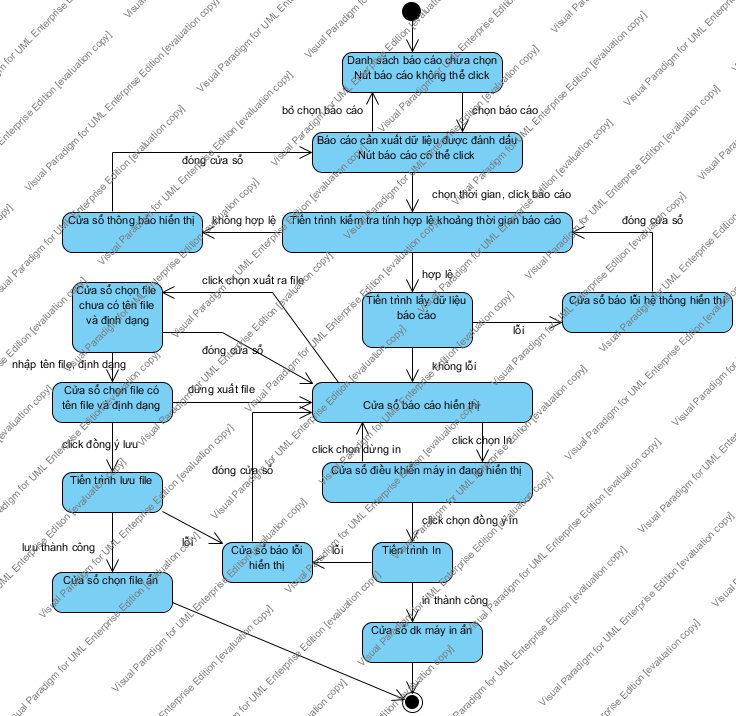 Danh sách báo cáo chưa chọn
Nút báo cáo không thể click
bỏ chọn báo cáo
chọn báo cáo
Báo cáo cần xuất dữ liệu được đánh dấu
Nút báo cáo có thể click
đóng cửa sổ
chọn thời gian, click báo cáo
Cửa sổ thông báo hiển thị
không hợp lệ
Tiến trình kiểm tra tính hợp lệ khoảng thời gian báo cáo
đóng cửa sổ
click chọn xuất ra file
hợp lệ
Cửa sổ chọn file
chưa có tên file
và định dạng
Tiến trình lấy dữ liệu
báo cáo
lỗi
Cửa sổ báo lỗi hệ thống hiển thị
đóng cửa sổ
nhập tên file, định dạng
không lỗi
Cửa sổ chọn file có
tên file và định dạng
dừng xuất file
Cửa sổ báo cáo hiển thị
click đồng ý lưu
click chọn dừng in
click chọn In
đóng cửa sổ
Cửa sổ điều khiển máy in đang hiển thị
Tiến trình lưu file
click chọn đồng ý in
lưu thành công
lỗi
Cửa sổ báo lỗi
hiển thị
lỗi
Tiến trình In
Cửa sổ chọn file ẩn
in thành công
Cửa sổ đk máy in ẩn
Visual Paradigm for UML Enterprise Edition [evaluation copy]